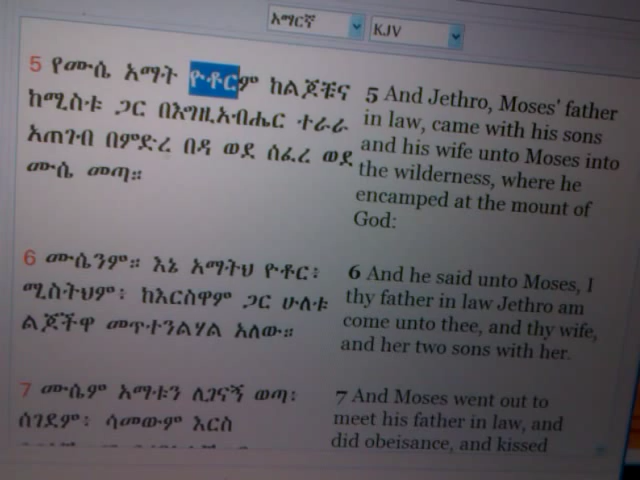 አማርኛ
KJV
5 የሙሴ አማት ዮቶርም ከልጆቹና
ከሚስቱ ጋር በእግዚአብሔር ተራራ
አጠገብ በምድረ በዳ ወደ ሰፈረ ወደ
ሙሴ መጣ።
5 And Jethro, Moses' father
in law, came with his sons
and his wife unto Moses into
the wilderness, where he
encamped at the mount of
God:
6 ሙሴንም። እኔ አማትህ ዮቶር፥
ሚስትህም፥ ከእርስዋም ጋር ሁለቱ
ልጆችዋ መጥተንልሃል አለው።
6 And he said unto Moses, I
thy father in law Jethro am
come unto thee, and thy wife,
and her two sons with her.
7 ሙሴም አማቱን ሊገናኝ ወጣ፥
ሰገደም፥ ሳመውም እርስ
7 And Moses went out to
meet his father in law, and
did obeisance, and kissed